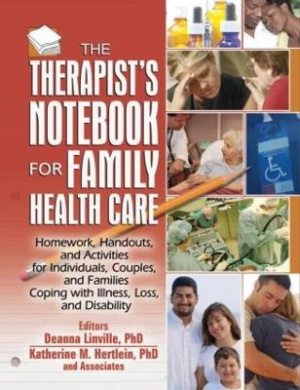 THE
THERAPIST'S
NOTEBOOK
FOR FAMILY
HEALTH CARE
Homework, Handouts,
and Activities
for Individuals, Couples,
and Families
Coping with Illness, Loss,
and Disability
Editors
Deanna Linville, PhD
Katherine M. Hertlein, PhD
and Associates